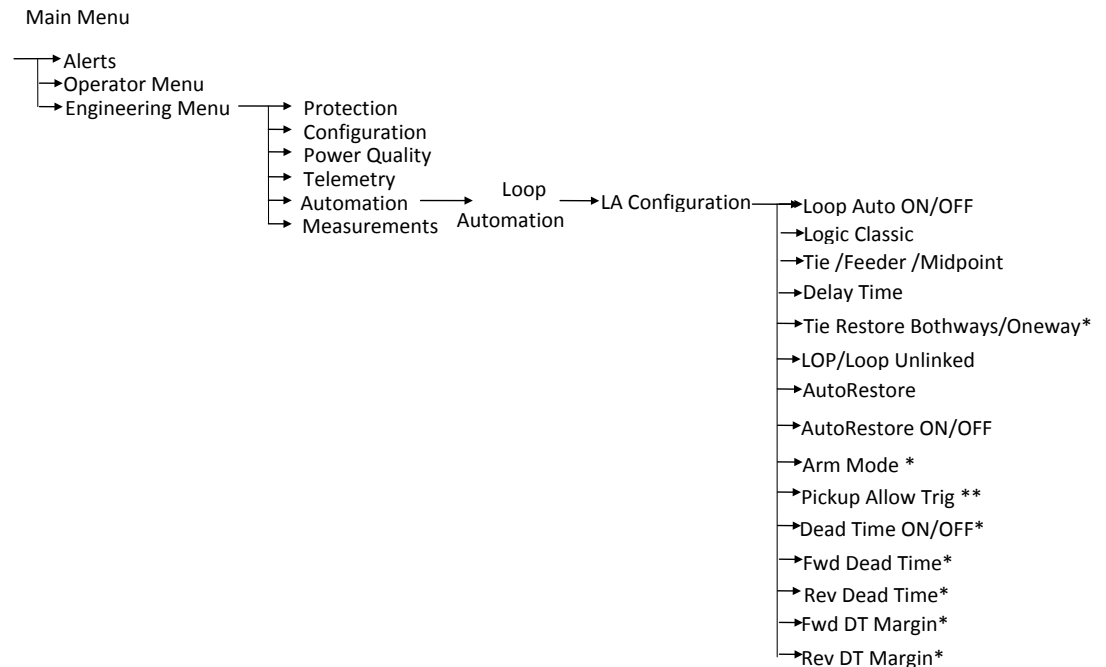 Main Menu
Alerts
Operator Menu
Engineering Menu
Protection
Configuration
Power Quality
Telemetry
Automation
Measurements
Loop
Automation
LA Configuration
Loop Auto ON/OFF
Logic Classic
Tie /Feeder /Midpoint
Delay Time
Tie Restore Bothways/Oneway*
LOP/Loop Unlinked
AutoRestore
AutoRestore ON/OFF
Arm Mode *
Pickup Allow Trig **
Dead Time ON/OFF*
Fwd Dead Time*
Rev Dead Time*
Fwd DT Margin*
Rev DT Margin*